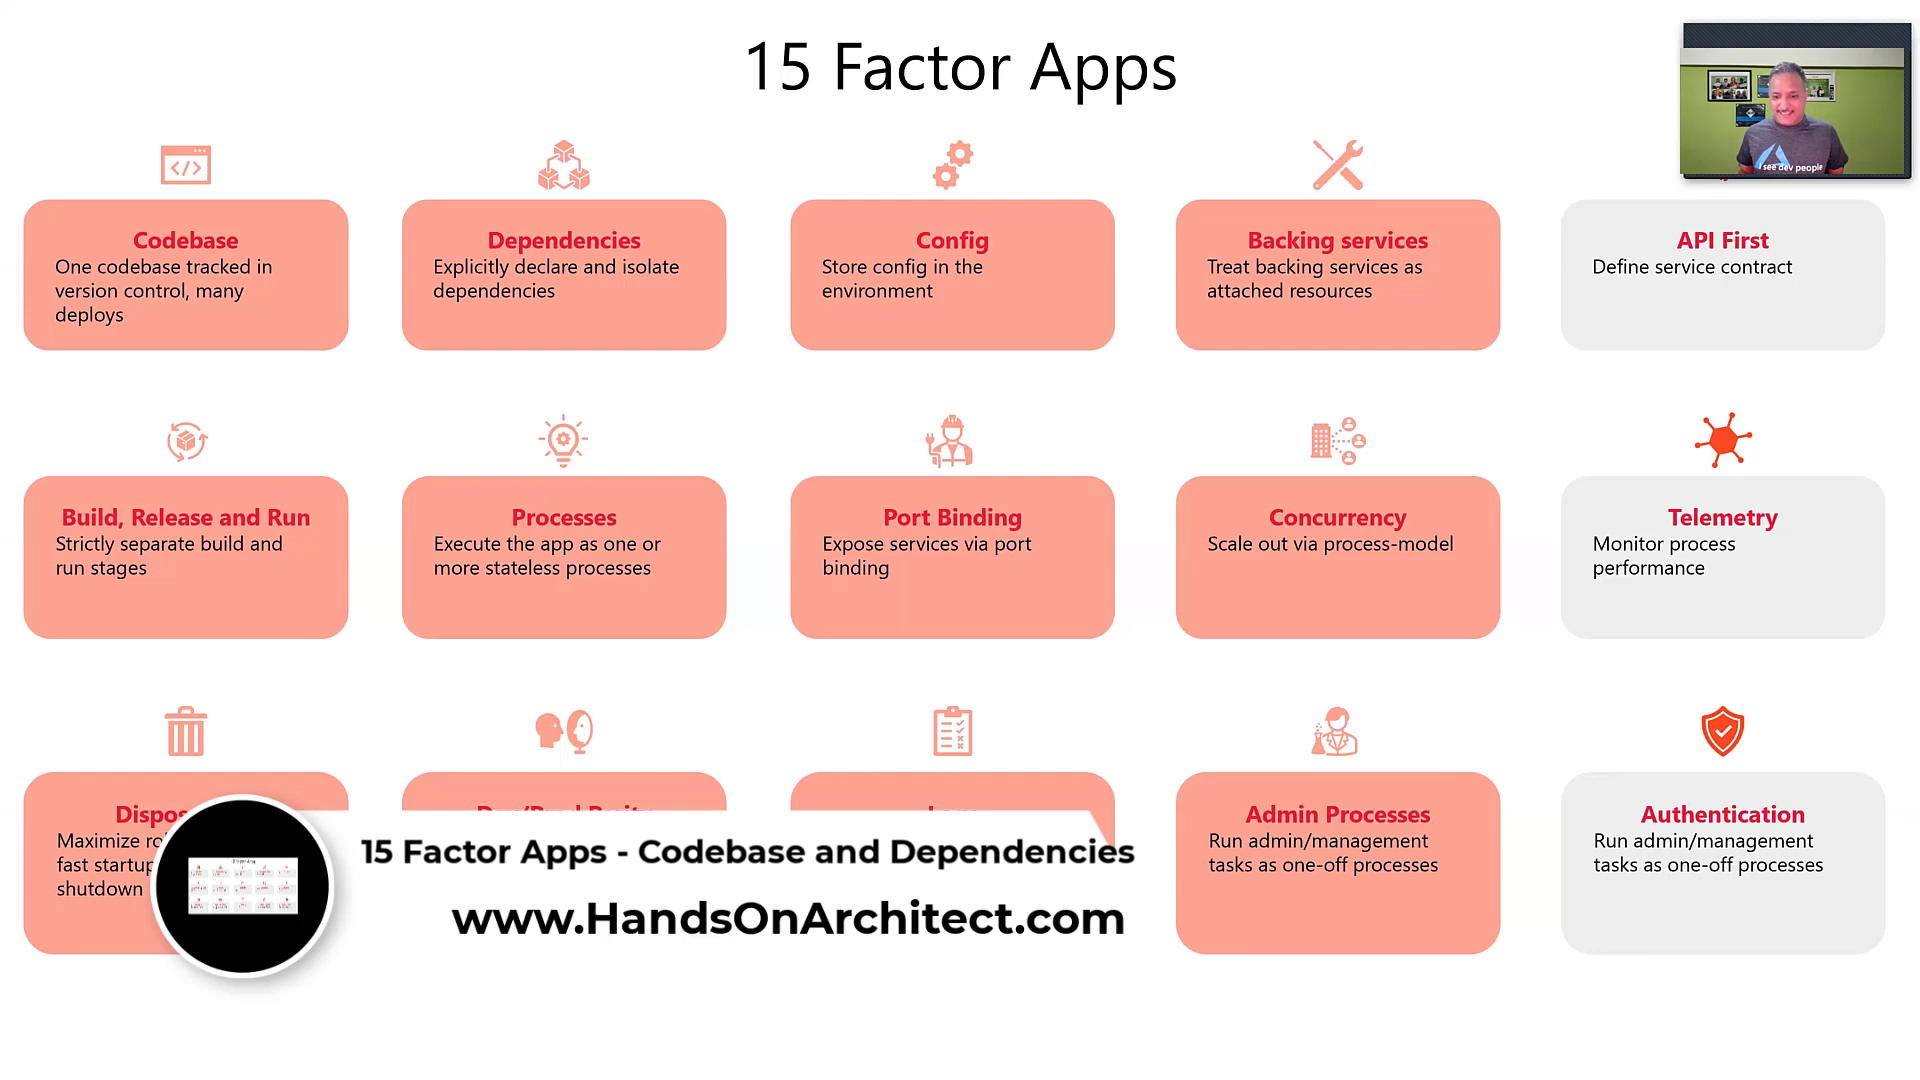 15 Factor Apps
I see dev people
Codebase
One codebase tracked in
version control, many
deploys
Dependencies
Explicitly declare and isolate
dependencies
Config
Store config in the
environment
Backing services
Treat backing services as
attached resources
API First
Define service contract
Build, Release and Run
Strictly separate build and
run stages
Processes
Execute the app as one or
more stateless processes
Port Binding
Expose services via port
binding
Concurrency
Scale out via process-model
Telemetry
Monitor process
performance
Maximize
fast startup
shutdown
Admin Processes
Run admin/management
tasks as one-off processes
Authentication
Run admin/management
tasks as one-off processes
15 Factor Apps - Codebase and Dependencies
www.HandsOnArchitect.com